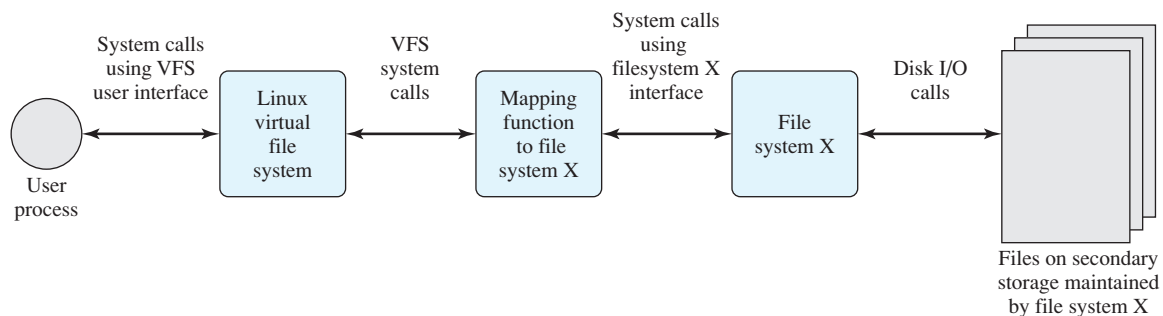 System calls
using VFS
user interface
VFS
system
calls
System calls
using
filesystem X
interface
Disk I/O
calls
User
process
Linux
virtual
file
system
Mapping
function
to file
system X
File
system X
Files on secondary
storage maintained
by file system X